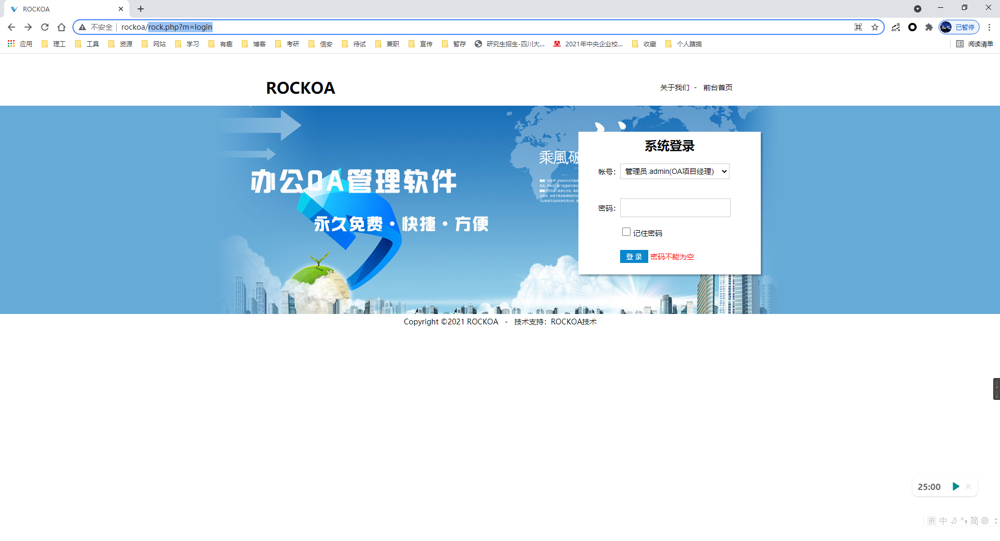 ROCKOA
不安全 rockoa/rock.php?m=login
已暂停
应用 理工 工具 资源 网站 学习 有趣 博客 考研 信安 待试 兼职 宣传 暂存 研究生招生-四川大... 2021年中央企业校... 收藏 个人瞎搞 阅读清单
ROCKOA
关于我们 - 前台首页
系统登录
乘風破
帐号: 管理员.admin(OA项目经理)
办公OA管理软件
密码:
永久免费·快捷·方便
记住密码
登 录 密码不能为空
Copyright ©2021 ROCKOA - 技术支持: ROCKOA技术
25:00
拼 中 简